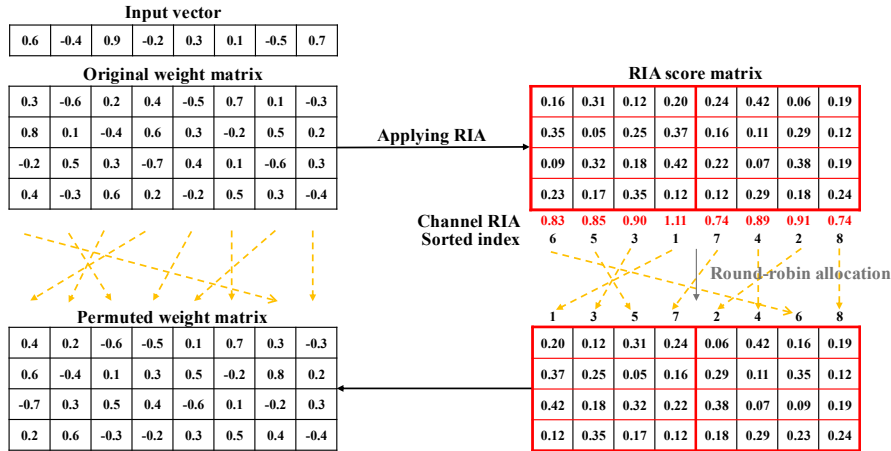 Input vector
0.6 -0.4 0.9 -0.2 0.3 0.1 -0.5 0.7
Original weight matrix
0.3 -0.6 0.2 0.4 -0.5 0.7 0.1 -0.3
0.8 0.1 -0.4 0.6 0.3 -0.2 0.5 0.2
-0.2 0.5 0.3 -0.7 0.4 0.1 -0.6 0.3
0.4 -0.3 0.6 0.2 -0.2 0.5 0.3 -0.4
Applying RIA
RIA score matrix
0.16 0.31 0.12 0.20 0.24 0.42 0.06 0.19
0.35 0.05 0.25 0.37 0.16 0.11 0.29 0.12
0.09 0.32 0.18 0.42 0.22 0.07 0.38 0.19
0.23 0.17 0.35 0.12 0.12 0.29 0.18 0.24
Channel RIA 0.83 0.85 0.90 1.11 0.74 0.89 0.91 0.74
Sorted index 6 5 3 1 7 4 2 8
Round-robin allocation
1 3 5 7 2 4 6 8
0.20 0.12 0.31 0.24 0.06 0.42 0.16 0.19
0.37 0.25 0.05 0.16 0.29 0.11 0.35 0.12
0.42 0.18 0.32 0.22 0.38 0.07 0.09 0.19
0.12 0.35 0.17 0.12 0.18 0.29 0.23 0.24
Permuted weight matrix
0.4 0.2 -0.6 -0.5 0.1 0.7 0.3 -0.3
0.6 -0.4 0.1 0.3 0.5 -0.2 0.8 0.2
-0.7 0.3 0.5 0.4 -0.6 0.1 -0.2 0.3
0.2 0.6 -0.3 -0.2 0.3 0.5 0.4 -0.4